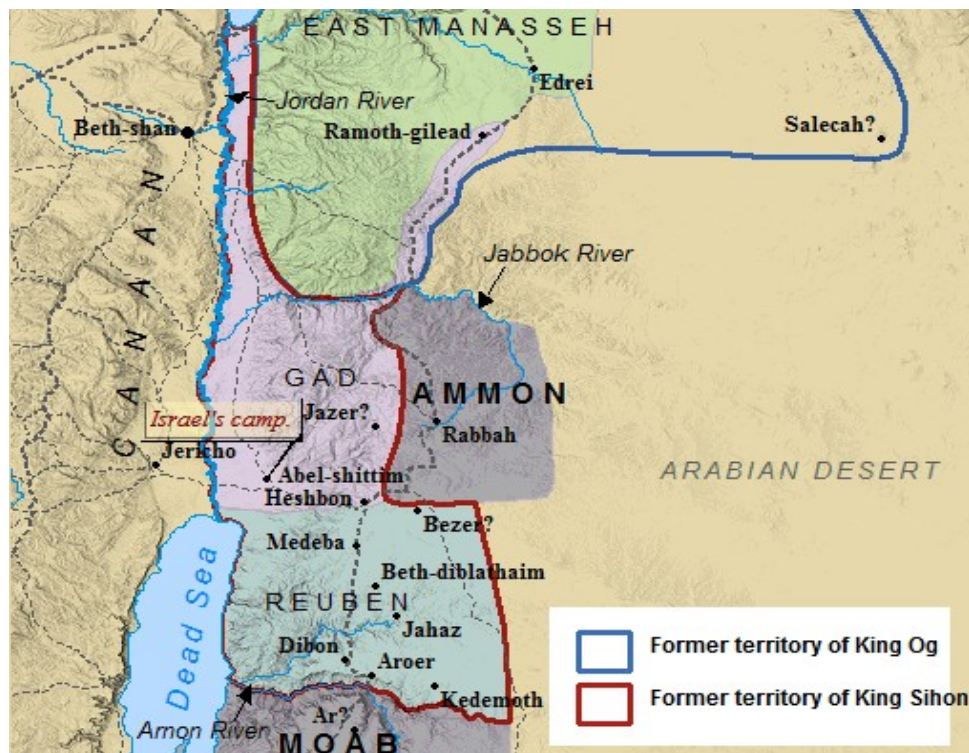 EAST MANASSEH
Edrei
Jordan River
Beth-shan
Ramoth-gilead
Salecah?
CANAAN
Jabbok River
GAD
AMMON
Israel's camp.
Jazer?
Rabbah
Jericho
ARABIAN DESERT
Abel-shittim
Heshbon
Bezer?
Medeba
Beth-diblathaim
REUBEN
Jahaz
Dead Sea
Dibon
Aroer
Kedemoth
Arnon River
Ar?
MOAB
Former territory of King Og
Former territory of King Sihon